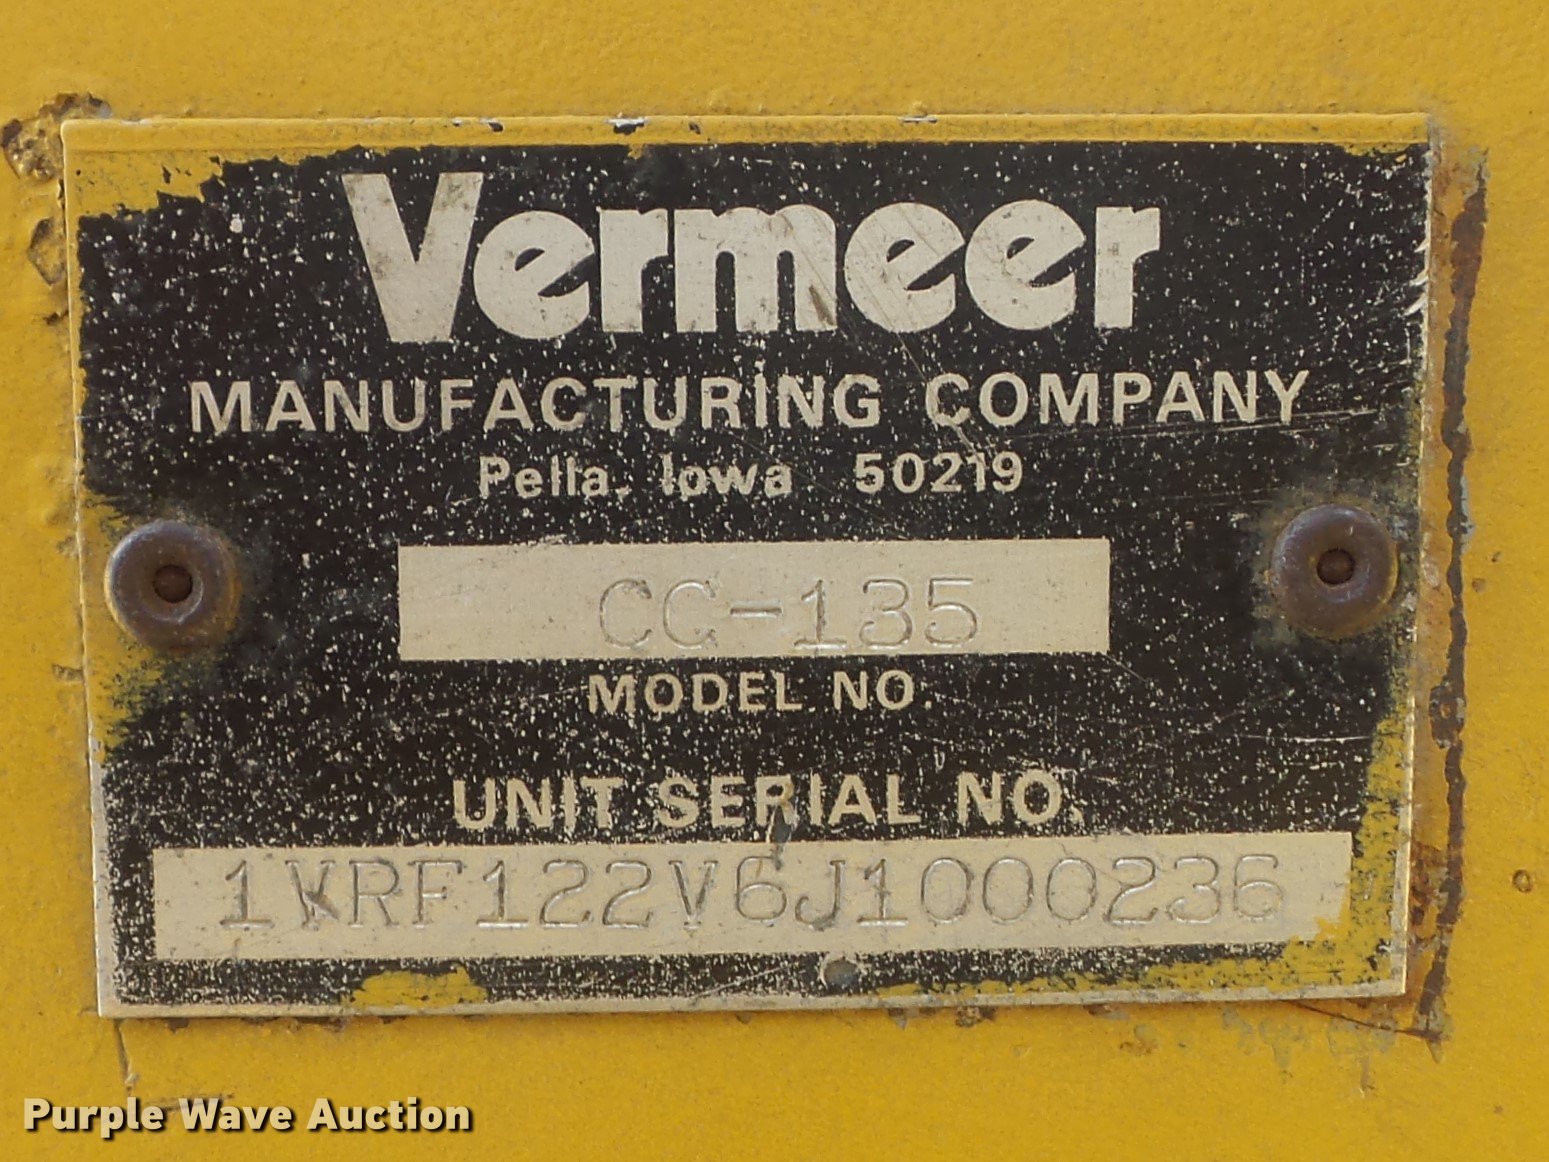 Vermeer
MANUFACTURING COMPANY
Pella, Iowa 50219
CC-135
MODEL NO.
UNIT SERIAL NO.
1VRF122V6J1000236
Purple Wave Auction